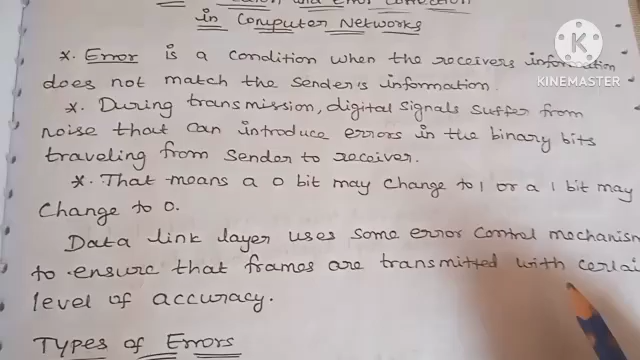 and Error Correction
in Computer Networks
*. Error is a condition when the receivers information
does not match the sender's information.
*. During transmission, digital signals suffer from
noise that can introduce errors in the binary bits
traveling from sender to receiver.
*. That means a 0 bit may change to 1 or a 1 bit may
change to 0.
Data link layer uses some error control mechanism
to ensure that frames are transmitted with certai
level of accuracy.
Types of Errors
KINEMASTER